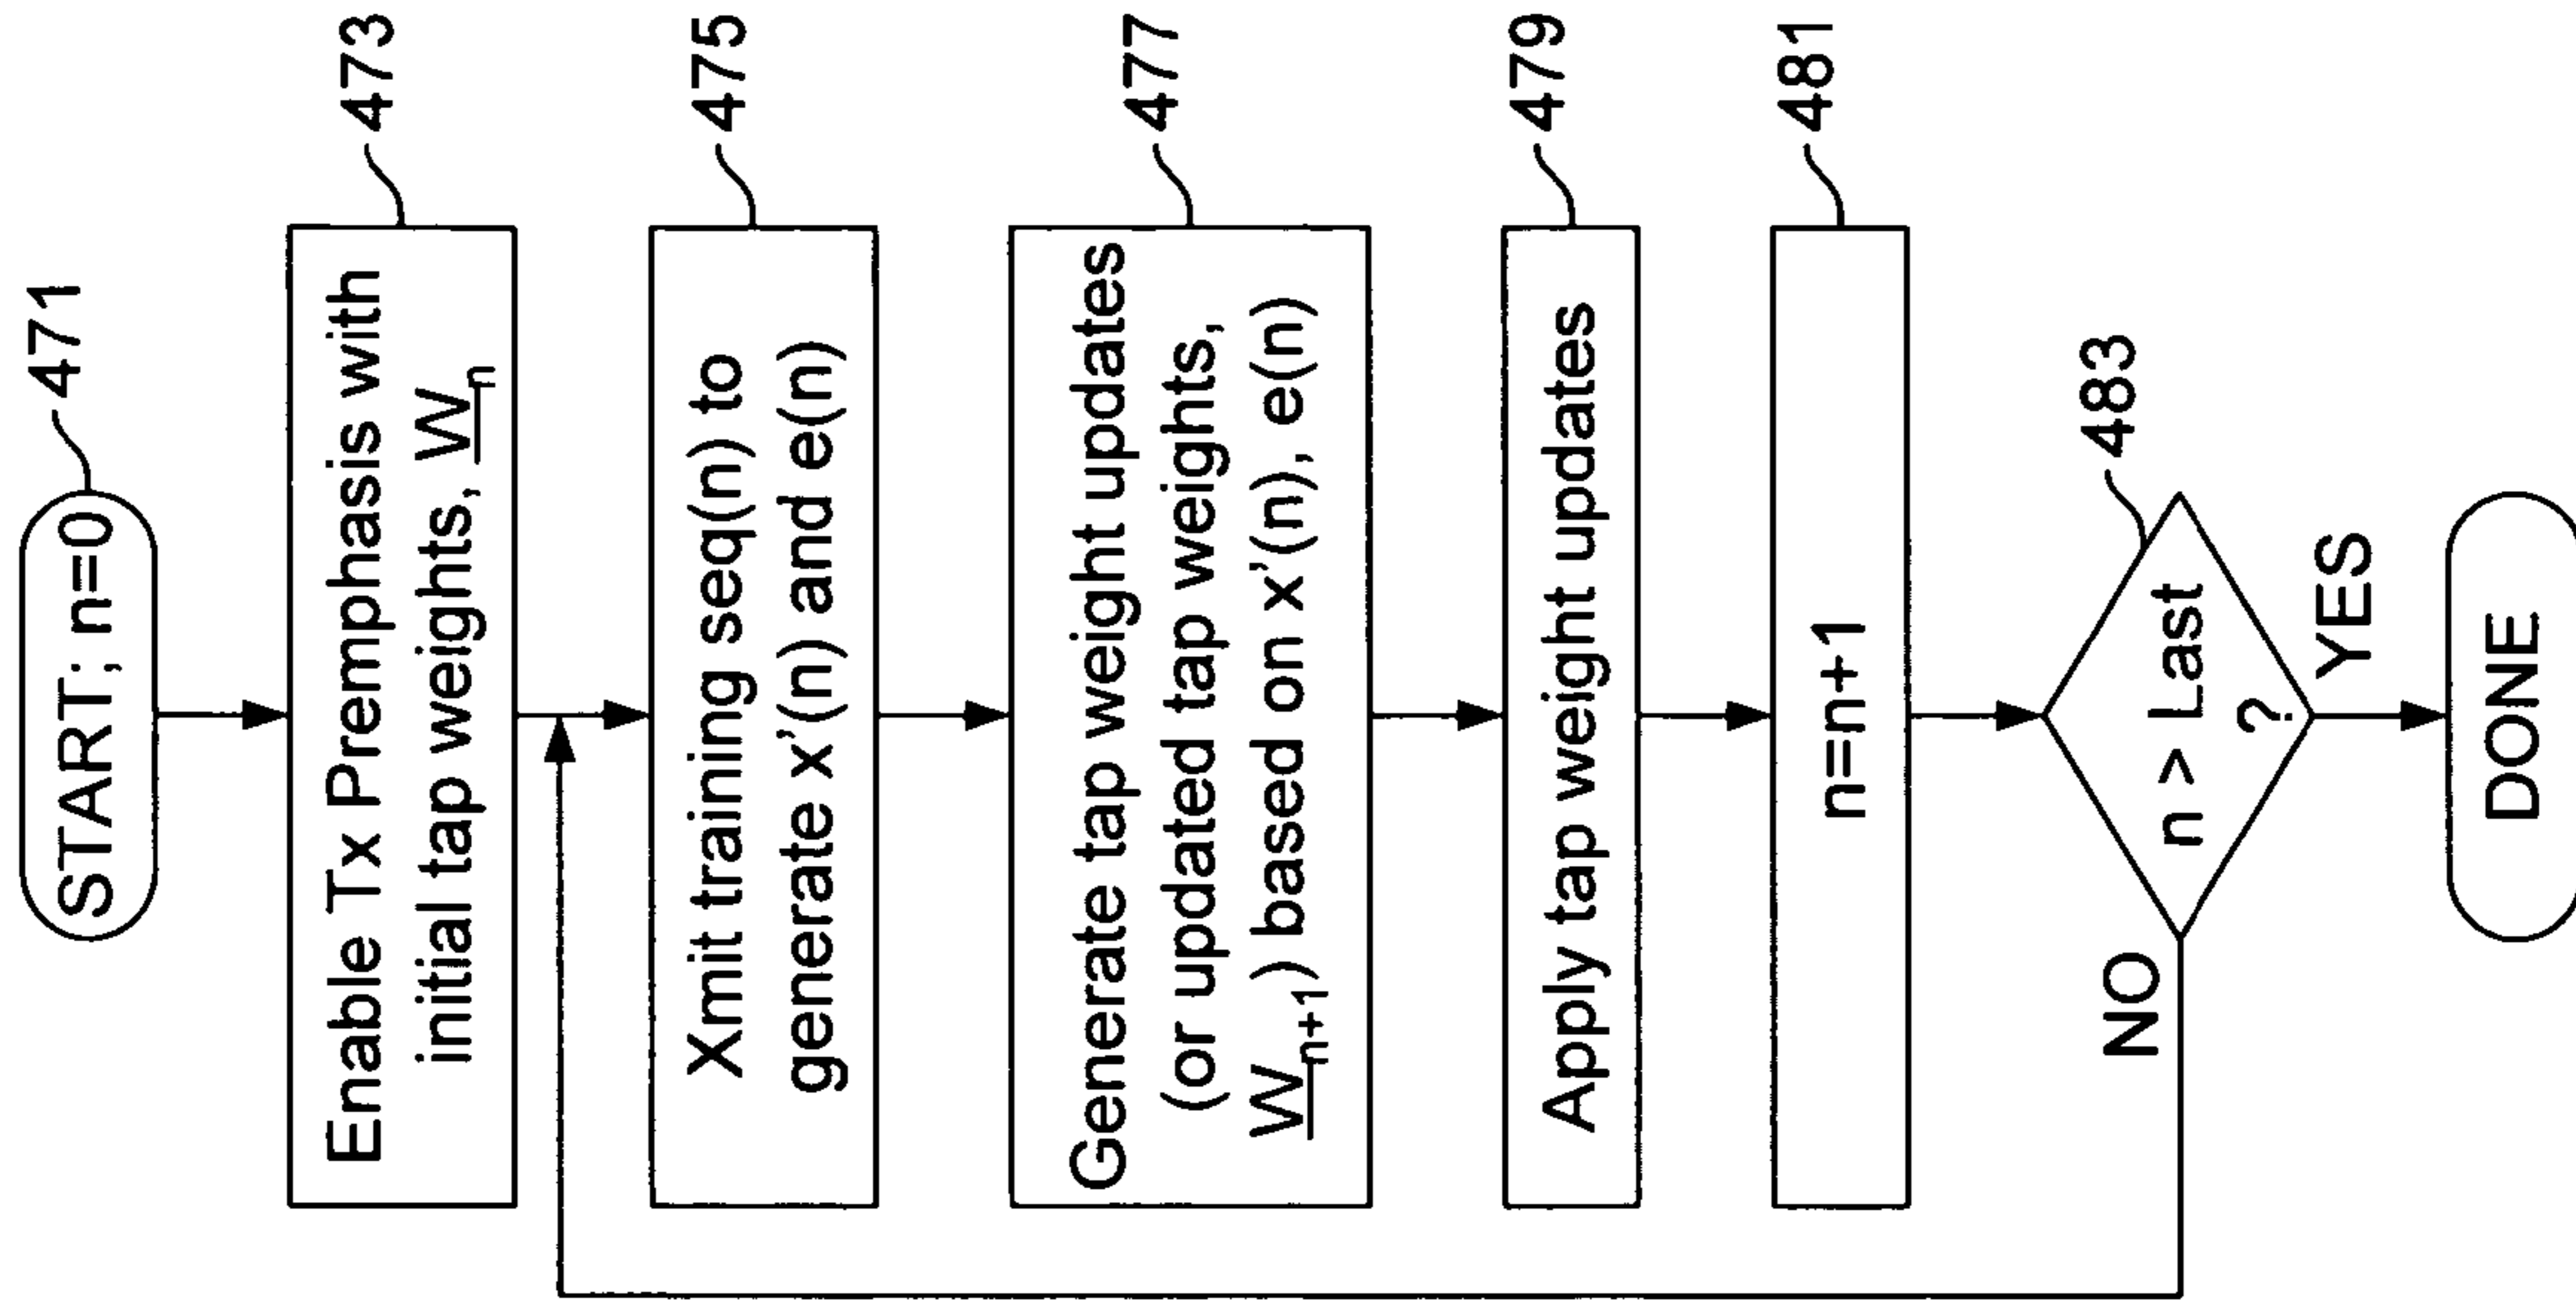 START; n=0
471
Enable Tx Premphasis with
initial tap weights, W_n
473
Xmit training seq(n) to
generate x'(n) and e(n)
475
Generate tap weight updates
(or updated tap weights,
W_n+1) based on x'(n), e(n)
477
Apply tap weight updates
479
n=n+1
481
n > Last
?
483
NO
YES
DONE